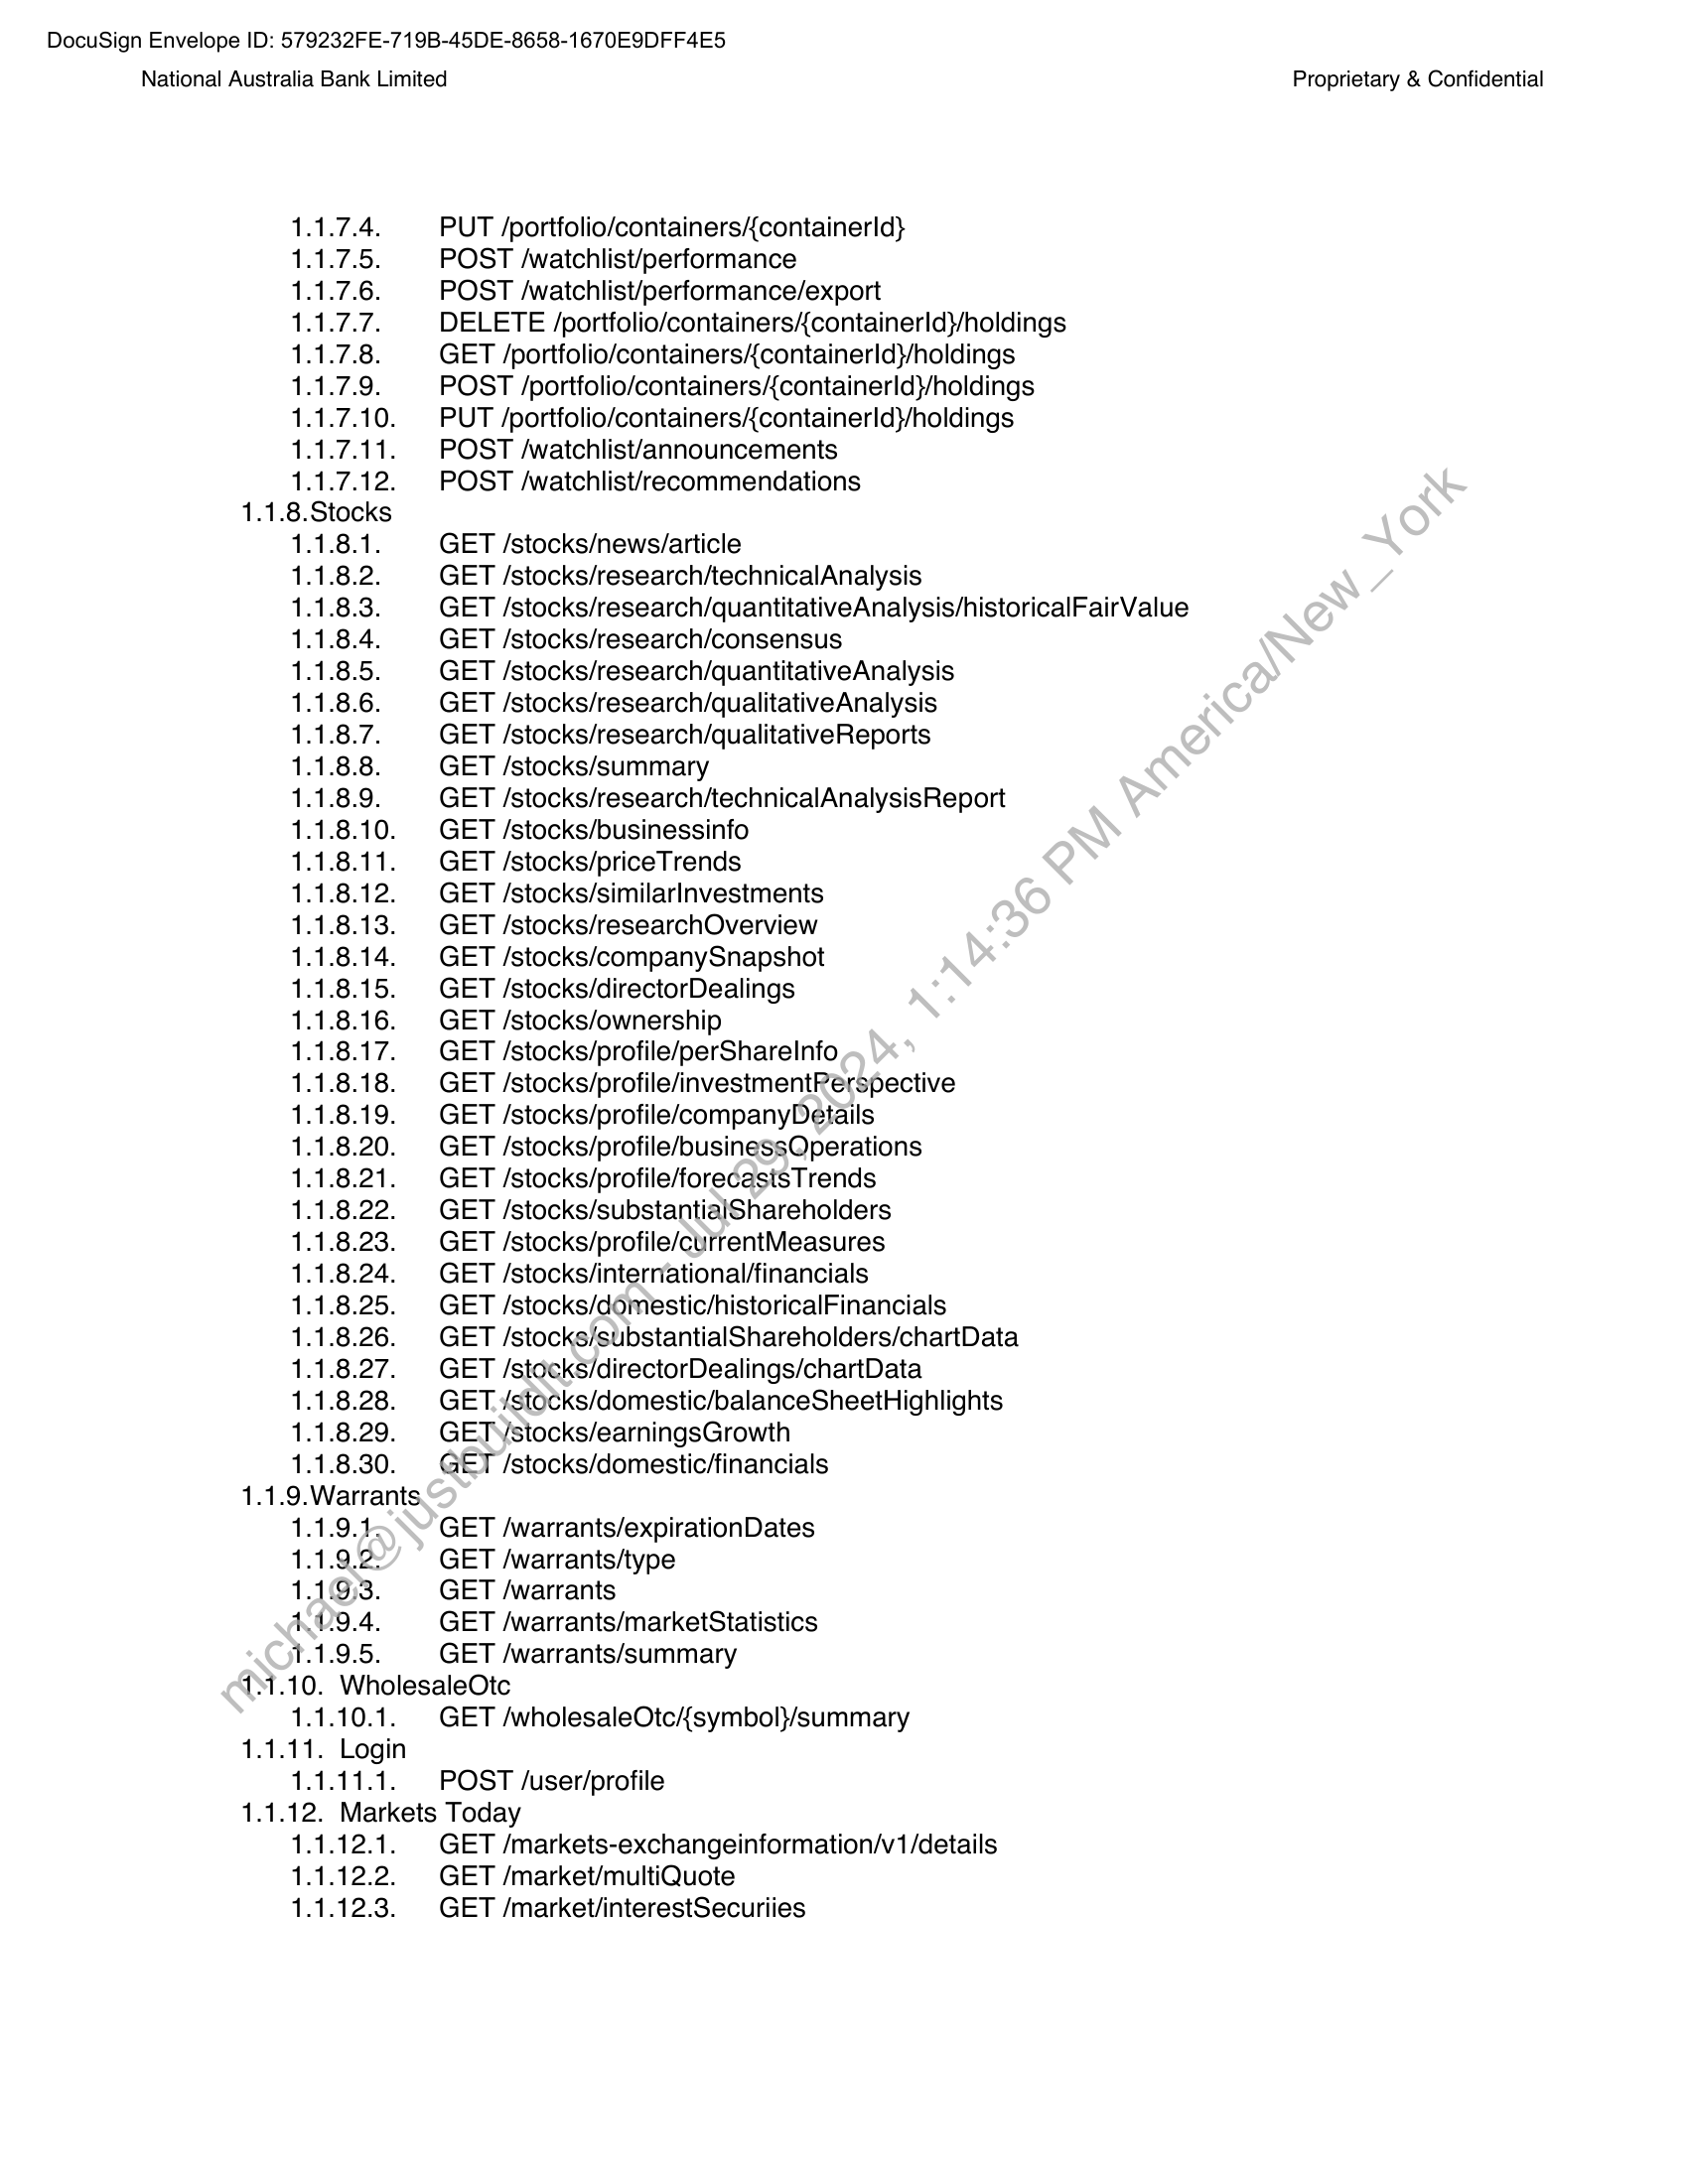 DocuSign Envelope ID: 579232FE-719B-45DE-8658-1670E9DFF4E5
National Australia Bank Limited Proprietary & Confidential
1.1.7.4. PUT /portfolio/containers/{containerId}
1.1.7.5. POST /watchlist/performance
1.1.7.6. POST /watchlist/performance/export
1.1.7.7. DELETE /portfolio/containers/{containerId}/holdings
1.1.7.8. GET /portfolio/containers/{containerId}/holdings
1.1.7.9. POST /portfolio/containers/{containerId}/holdings
1.1.7.10. PUT /portfolio/containers/{containerId}/holdings
1.1.7.11. POST /watchlist/announcements
1.1.7.12. POST /watchlist/recommendations
1.1.8.Stocks
1.1.8.1. GET /stocks/news/article
1.1.8.2. GET /stocks/research/technicalAnalysis
1.1.8.3. GET /stocks/research/quantitativeAnalysis/historicalFairValue
1.1.8.4. GET /stocks/research/consensus
1.1.8.5. GET /stocks/research/quantitativeAnalysis
1.1.8.6. GET /stocks/research/qualitativeAnalysis
1.1.8.7. GET /stocks/research/qualitativeReports
1.1.8.8. GET /stocks/summary
1.1.8.9. GET /stocks/research/technicalAnalysisReport
1.1.8.10. GET /stocks/businessinfo
1.1.8.11. GET /stocks/priceTrends
1.1.8.12. GET /stocks/similarInvestments
1.1.8.13. GET /stocks/researchOverview
1.1.8.14. GET /stocks/companySnapshot
1.1.8.15. GET /stocks/directorDealings
1.1.8.16. GET /stocks/ownership
1.1.8.17. GET /stocks/profile/perShareInfo
1.1.8.18. GET /stocks/profile/investmentPerspective
1.1.8.19. GET /stocks/profile/companyDetails
1.1.8.20. GET /stocks/profile/businessOperations
1.1.8.21. GET /stocks/profile/forecastsTrends
1.1.8.22. GET /stocks/substantialShareholders
1.1.8.23. GET /stocks/profile/currentMeasures
1.1.8.24. GET /stocks/international/financials
1.1.8.25. GET /stocks/domestic/historicalFinancials
1.1.8.26. GET /stocks/substantialShareholders/chartData
1.1.8.27. GET /stocks/directorDealings/chartData
1.1.8.28. GET /stocks/domestic/balanceSheetHighlights
1.1.8.29. GET /stocks/earningsGrowth
1.1.8.30. GET /stocks/domestic/financials
1.1.9.Warrants
1.1.9.1. GET /warrants/expirationDates
1.1.9.2. GET /warrants/type
1.1.9.3. GET /warrants
1.1.9.4. GET /warrants/marketStatistics
1.1.9.5. GET /warrants/summary
1.1.10. WholesaleOtc
1.1.10.1. GET /wholesaleOtc/{symbol}/summary
1.1.11. Login
1.1.11.1. POST /user/profile
1.1.12. Markets Today
1.1.12.1. GET /markets-exchangeinformation/v1/details
1.1.12.2. GET /market/multiQuote
1.1.12.3. GET /market/interestSecuriies
michael@justbuildit.com - Jul 29, 2024, 1:14:36 PM America/New_York